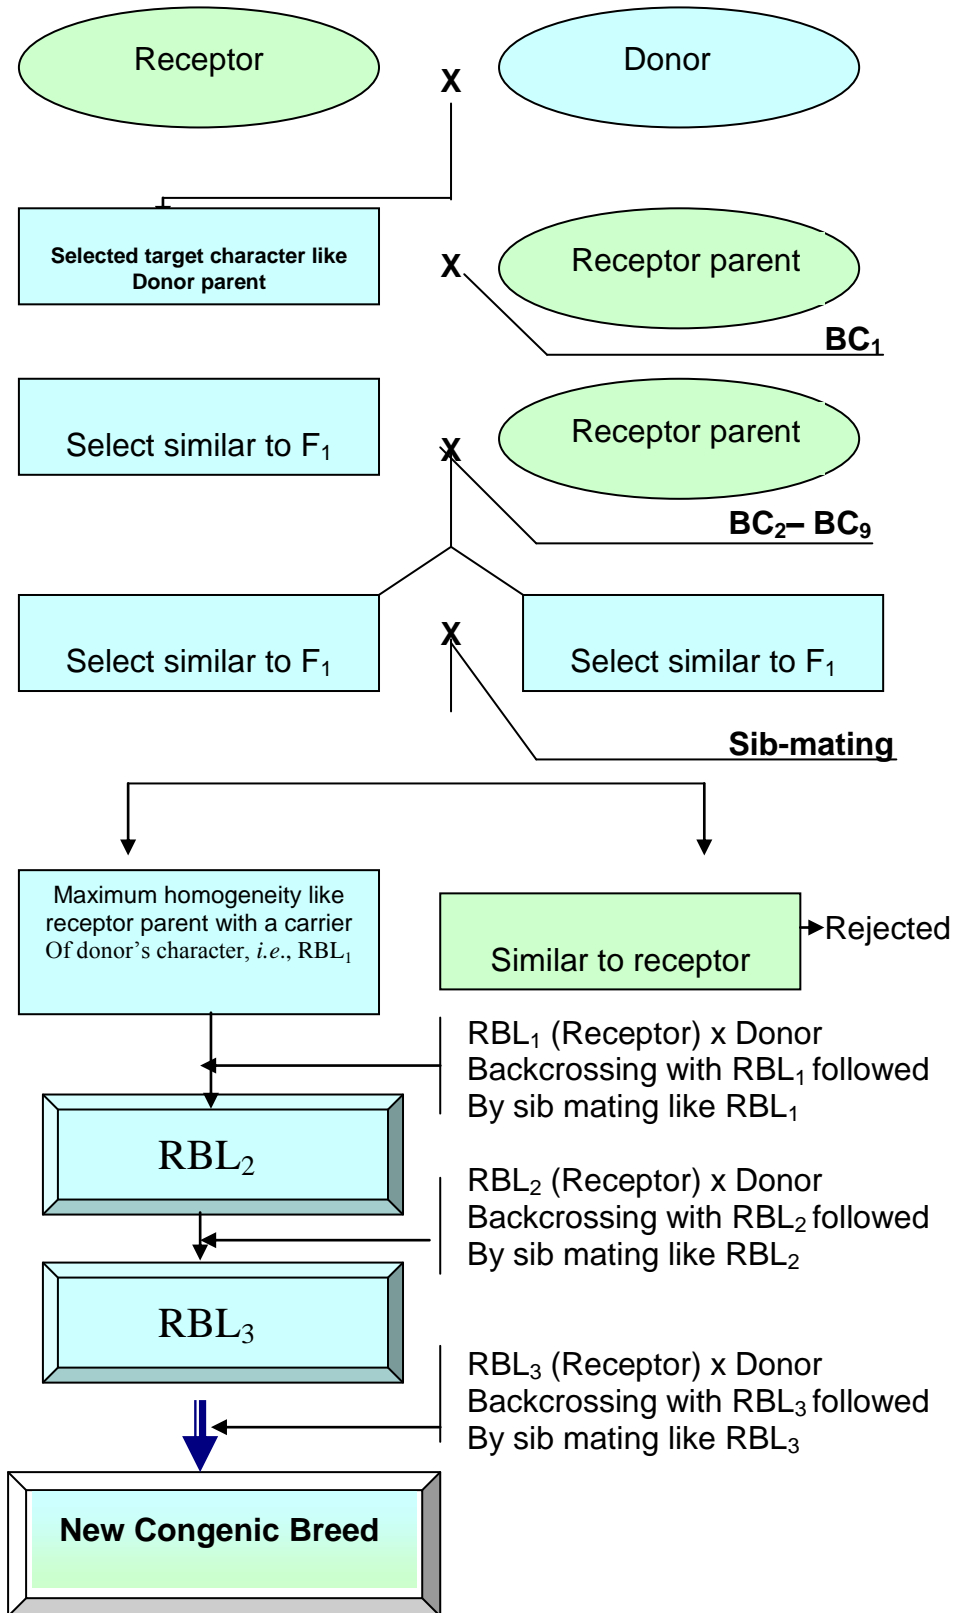 Receptor
X
Donor
Selected target character like
Donor parent
X
Receptor parent
BC₁
Select similar to F₁
X
Receptor parent
BC₂– BC₉
Select similar to F₁
X
Select similar to F₁
Sib-mating
Maximum homogeneity like
receptor parent with a carrier
Of donor’s character, i.e., RBL₁
Similar to receptor
Rejected
RBL₁ (Receptor) x Donor
Backcrossing with RBL₁ followed
By sib mating like RBL₁
RBL₂
RBL₂ (Receptor) x Donor
Backcrossing with RBL₂ followed
By sib mating like RBL₂
RBL₃
RBL₃ (Receptor) x Donor
Backcrossing with RBL₃ followed
By sib mating like RBL₃
New Congenic Breed